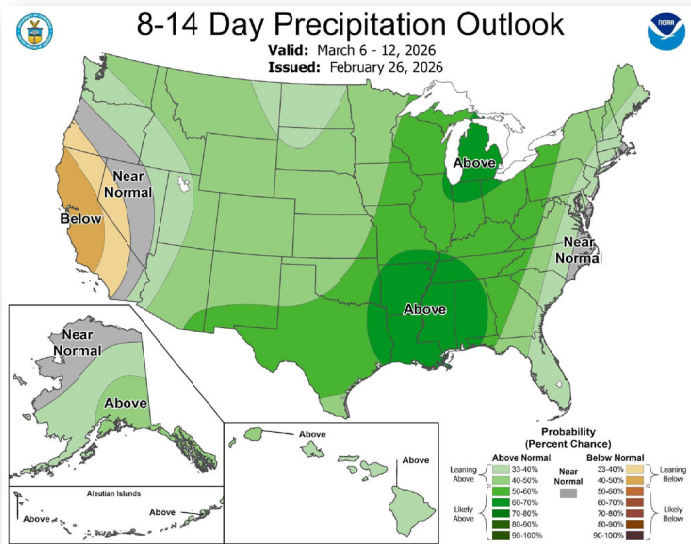 8-14 Day Precipitation Outlook
Valid: March 6 - 12, 2026
Issued: February 26, 2026
NOAA
Near
Normal
Below
Above
Near
Normal
Above
Near
Normal
Above
Above
Above
Aleutian Islands
Above
Above
Probability
(Percent Chance)
Above Normal
Below Normal
Leaning
Above
33-40%
40-50%
50-60%
60-70%
70-80%
80-90%
90-100%
Likely
Above
Near
Normal
33-40%
40-50%
50-60%
60-70%
70-80%
80-90%
90-100%
Leaning
Below
Likely
Below